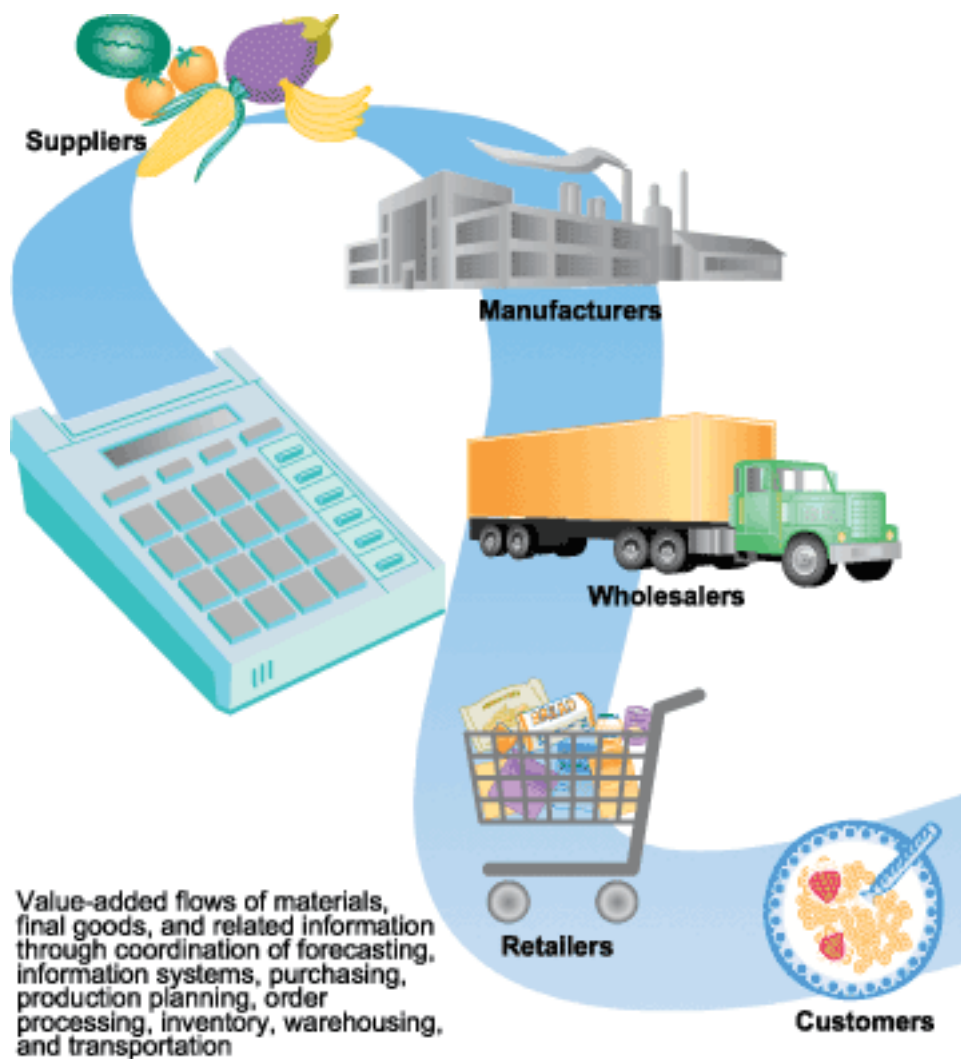 Suppliers
Manufacturers
Wholesalers
Retailers
Customers
Value-added flows of materials,
final goods, and related information
through coordination of forecasting,
information systems, purchasing,
production planning, order
processing, inventory, warehousing,
and transportation